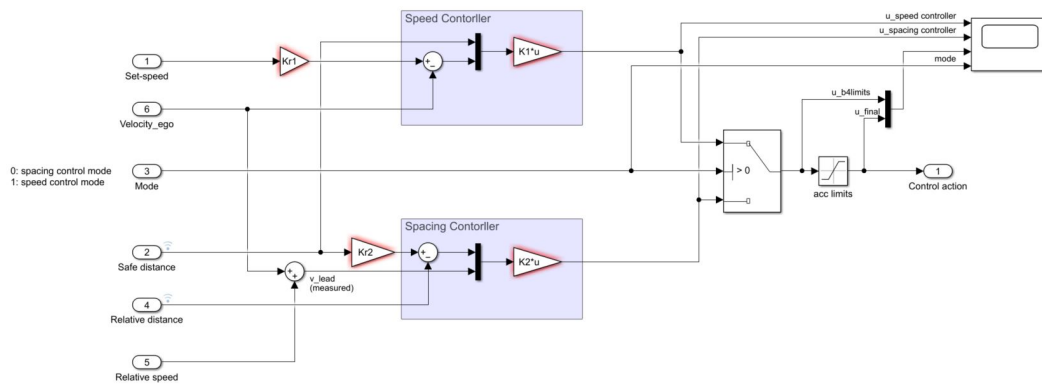 Speed Contorller
u_speed controller
u_spacing controller
mode
1
Set-speed
Kr1
+
−
K1*u
6
Velocity_ego
u_b4limits
u_final
0: spacing control mode
1: speed control mode
3
Mode
> 0
acc limits
1
Control action
Spacing Contorller
2
Safe distance
Kr2
+
−
K2*u
+
+
v_lead
(measured)
4
Relative distance
5
Relative speed